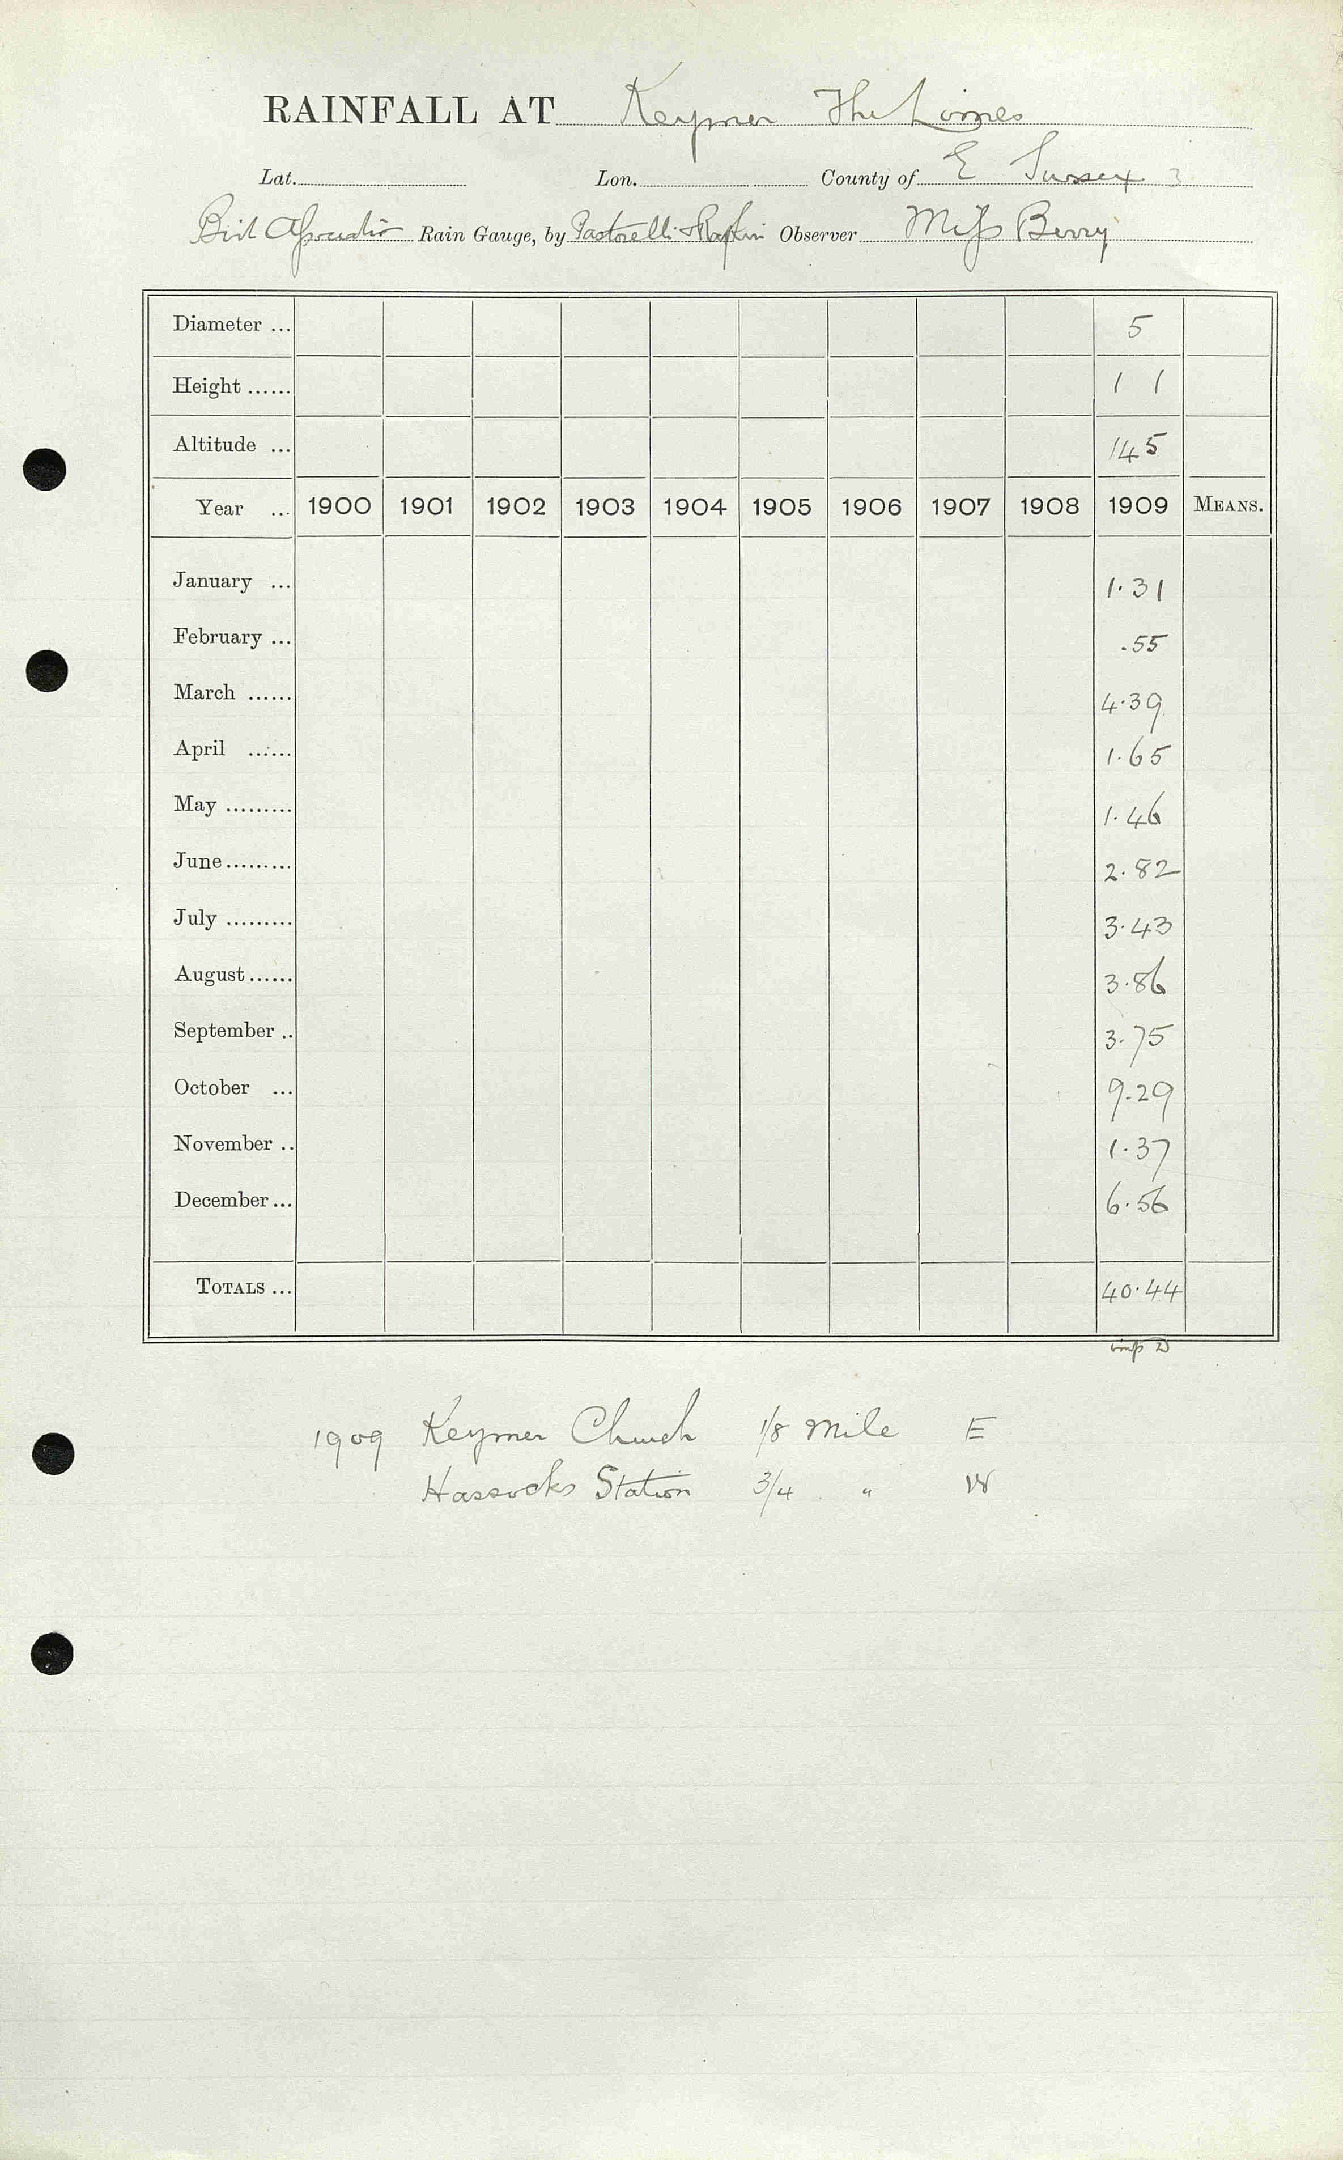 RAINFALL AT Keymer The Limes
Lat. Lon. County of E Sussex 3
Brit Association Rain Gauge, by Pastorelli & Rapkin Observer Miss Berry
Diameter ... 5
Height ...... 1 1
Altitude ... 145
Year ... 1900 1901 1902 1903 1904 1905 1906 1907 1908 1909 MEANS.
January ... 1.31
February ... .55
March ...... 4.39
April ...... 1.65
May ......... 1.46
June ......... 2.82
July ......... 3.43
August ...... 3.86
September .. 3.75
October ... 9.29
November .. 1.37
December ... 6.56
TOTALS ... 40.44
1909 Keymer Church 1/8 Mile E
Hassocks Station 3/4 " W